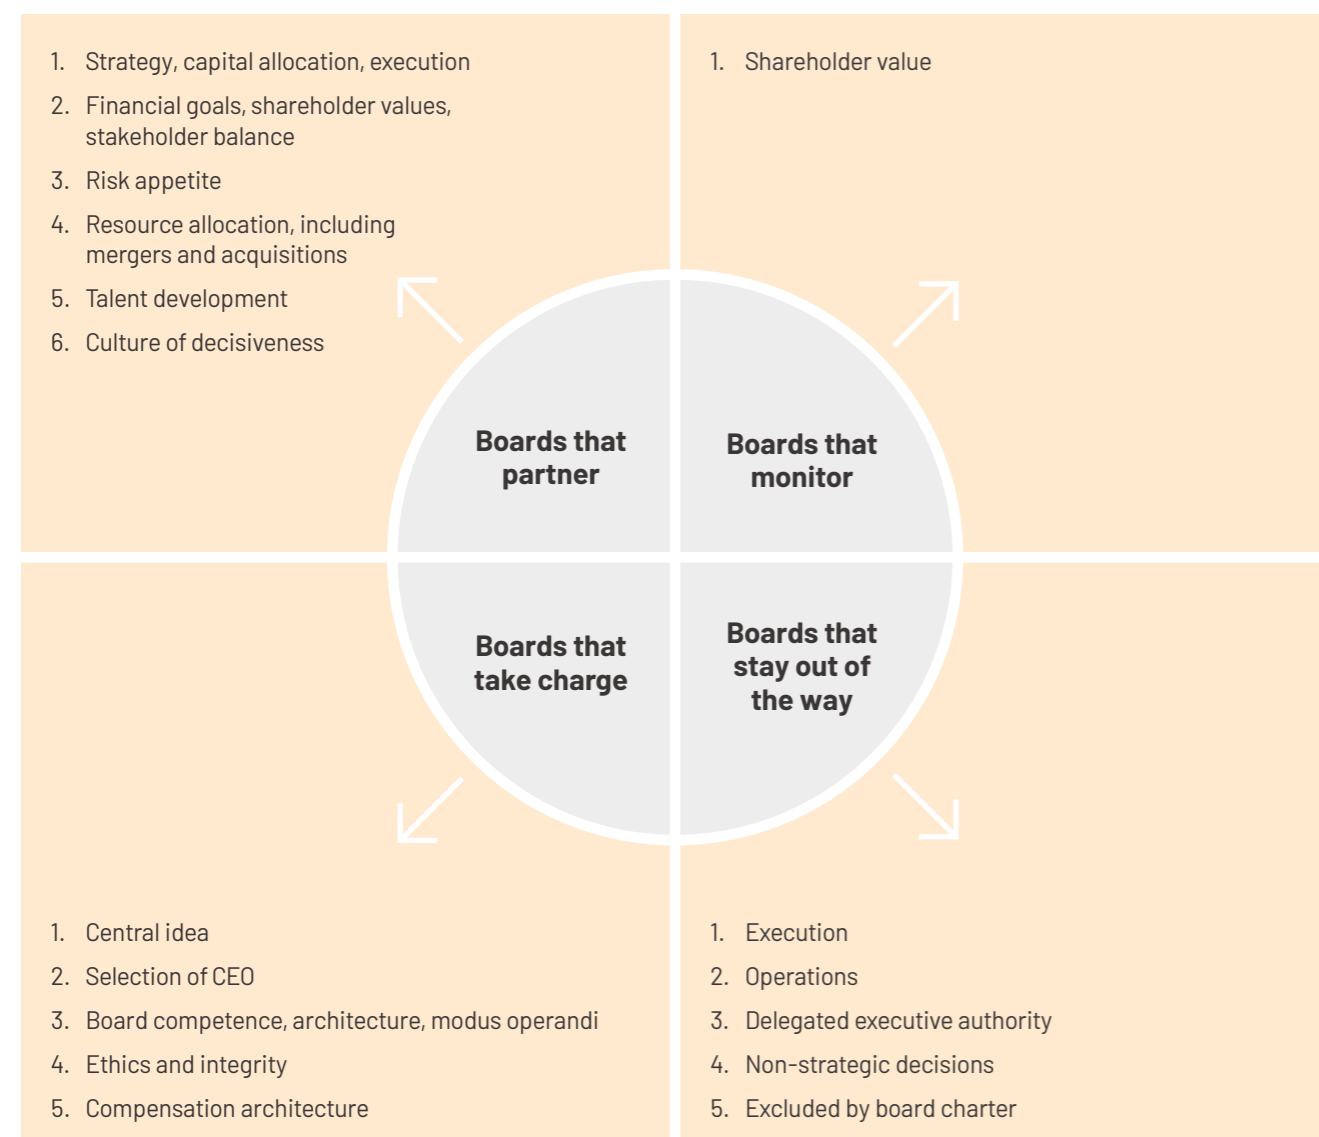 1. Strategy, capital allocation, execution
2. Financial goals, shareholder values,
stakeholder balance
3. Risk appetite
4. Resource allocation, including
mergers and acquisitions
5. Talent development
6. Culture of decisiveness
1. Shareholder value
Boards that
partner
Boards that
monitor
Boards that
take charge
Boards that
stay out of
the way
1. Central idea
2. Selection of CEO
3. Board competence, architecture, modus operandi
4. Ethics and integrity
5. Compensation architecture
1. Execution
2. Operations
3. Delegated executive authority
4. Non-strategic decisions
5. Excluded by board charter